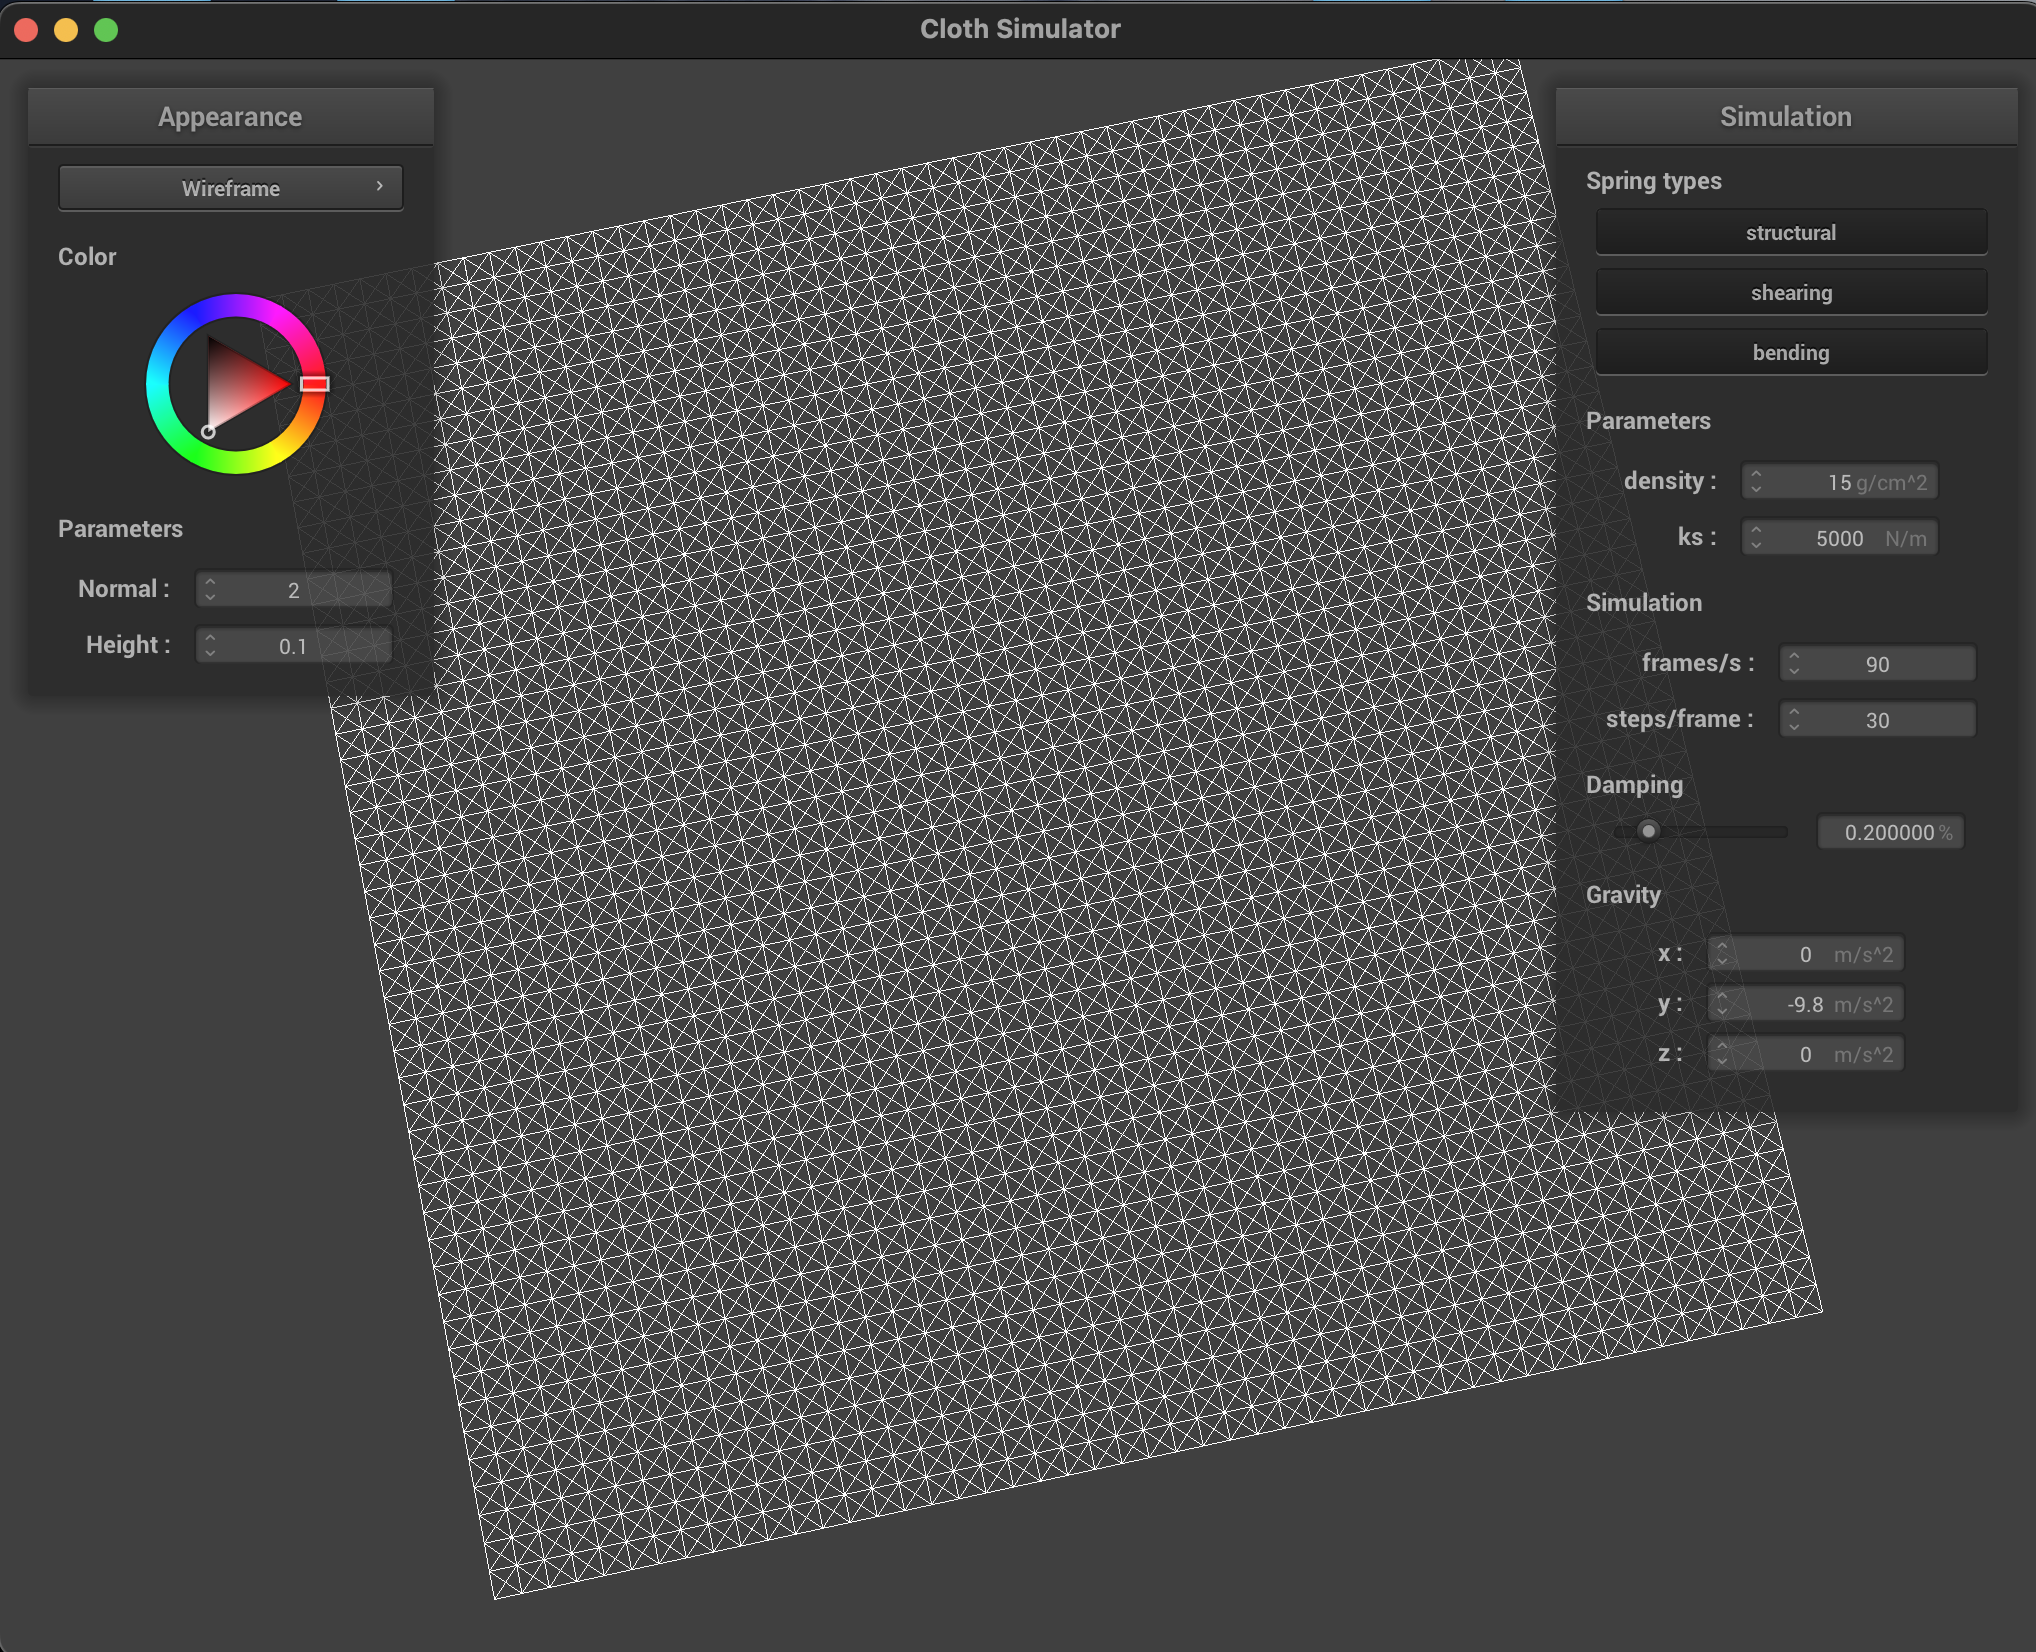 Cloth Simulator
Appearance
Wireframe
Color
Parameters
Normal : 2
Height : 0.1
Simulation
Spring types
structural
shearing
bending
Parameters
density : 15 g/cm^2
ks : 5000 N/m
Simulation
frames/s : 90
steps/frame : 30
Damping
0.200000 %
Gravity
x : 0 m/s^2
y : -9.8 m/s^2
z : 0 m/s^2